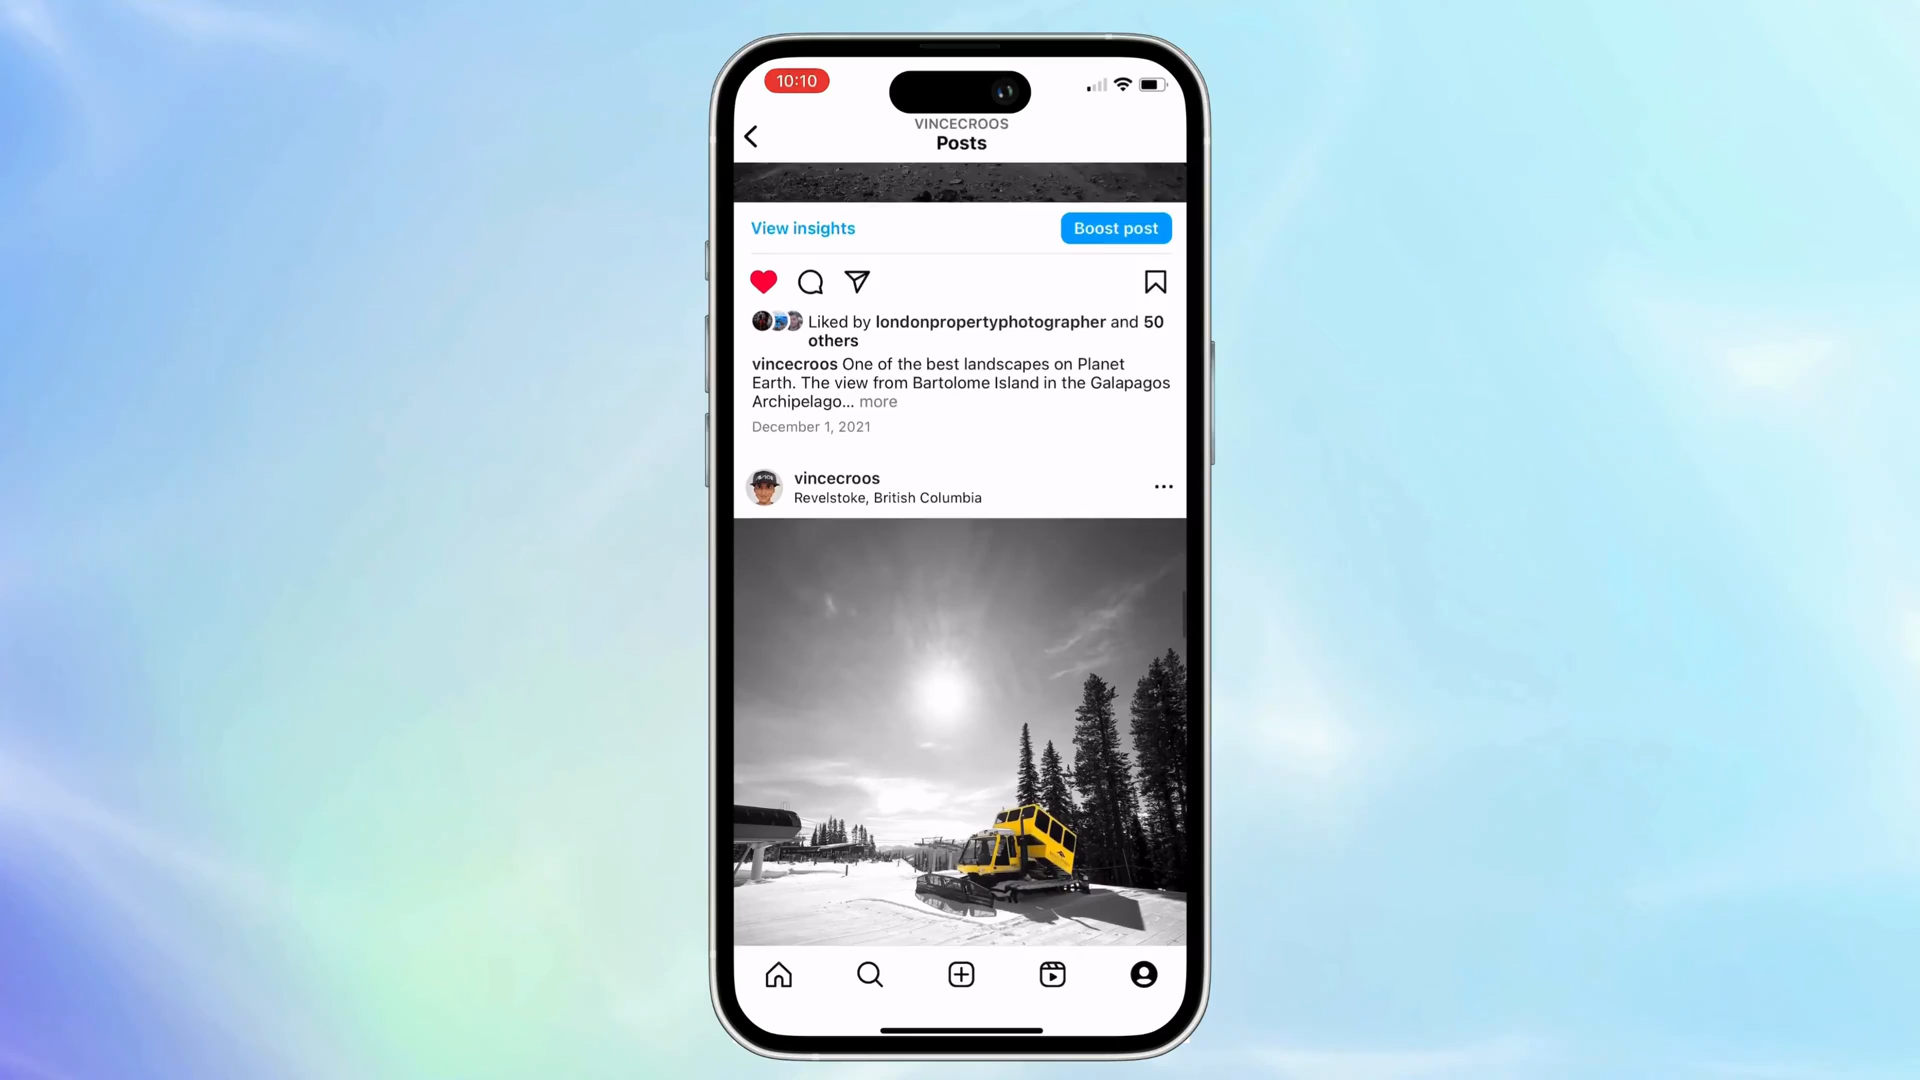 10:10
VINCECROOS
Posts
View insights
Boost post
Liked by londonpropertyphotographer and 50
others
vincecroos One of the best landscapes on Planet
Earth. The view from Bartolome Island in the Galapagos
Archipelago... more
December 1, 2021
vincecroos
Revelstoke, British Columbia